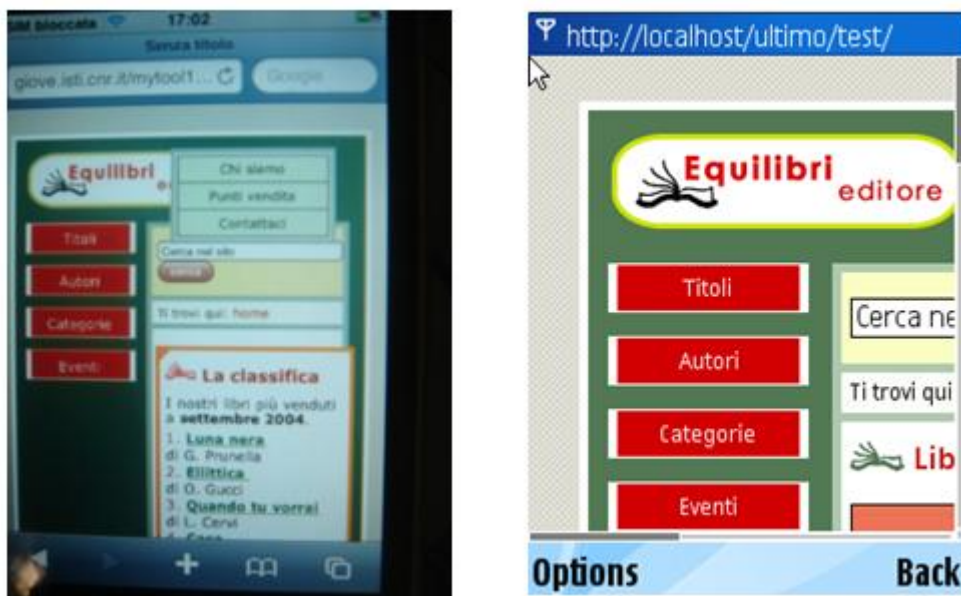 SIM bloccata 17:02
Senza titolo
giove.isti.cnr.it/mytool1... Google
Equilibri
Chi siamo
Punti vendita
Contattaci
Titoli
Autori
Categorie
Eventi
Cerca nel sito
cerca
Ti trovi qui: home
La classifica
I nostri libri più venduti
a settembre 2004.
1. Luna nera
di G. Prunella
2. Ellittica
di O. Gucci
3. Quando tu vorrai
di L. Cervi
http://localhost/ultimo/test/
Equilibri
editore
Titoli
Autori
Categorie
Eventi
Cerca ne
Ti trovi qui
Lib
Options Back